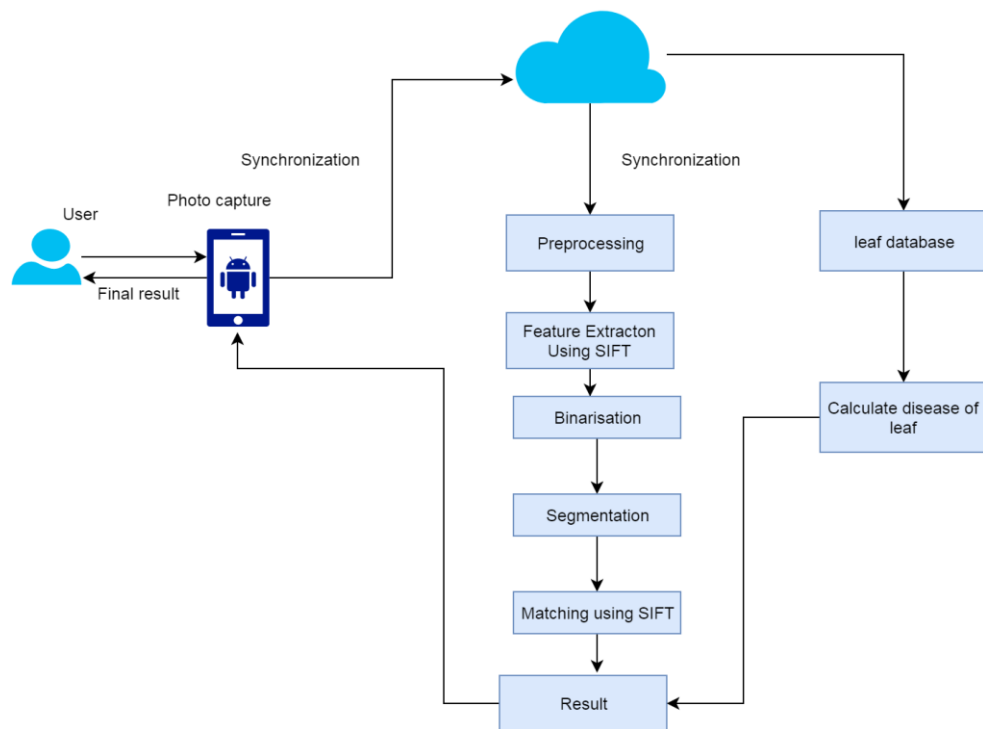 Synchronization
Synchronization
Photo capture
User
Final result
Preprocessing
leaf database
Feature Extracton
Using SIFT
Calculate disease of
leaf
Binarisation
Segmentation
Matching using SIFT
Result